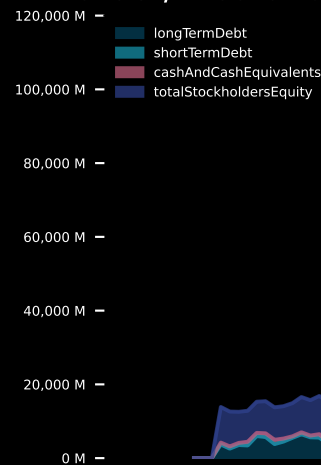 120,000 M
longTermDebt
shortTermDebt
cashAndCashEquivalents
totalStockholdersEquity
100,000 M
80,000 M
60,000 M
40,000 M
20,000 M
0 M